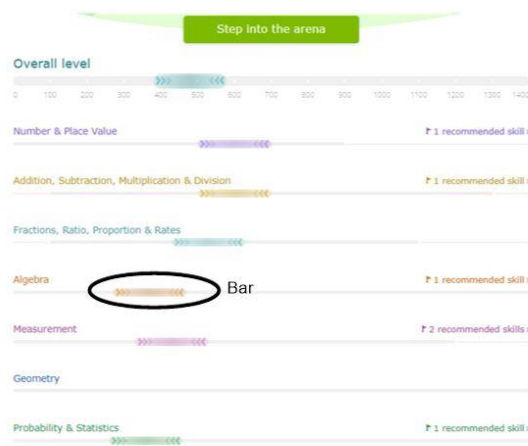 Step into the arena
Overall level
0 100 200 300 400 500 600 700 800 900 1000 1100 1200 1300 1400
Number & Place Value
1 recommended skill
Addition, Subtraction, Multiplication & Division
1 recommended skill
Fractions, Ratio, Proportion & Rates
Algebra
1 recommended skill
Bar
Measurement
2 recommended skills
Geometry
Probability & Statistics
1 recommended skill